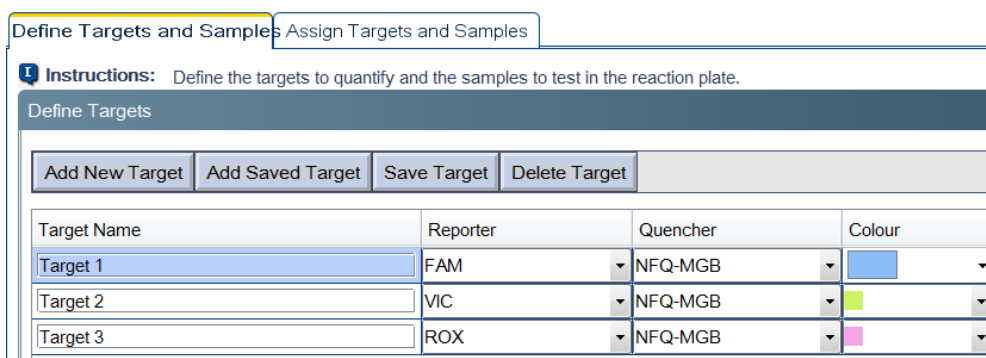 Define Targets and Samples Assign Targets and Samples
Instructions: Define the targets to quantify and the samples to test in the reaction plate.
Define Targets
Add New Target Add Saved Target Save Target Delete Target
Target Name Reporter Quencher Colour
Target 1 FAM NFQ-MGB
Target 2 VIC NFQ-MGB
Target 3 ROX NFQ-MGB